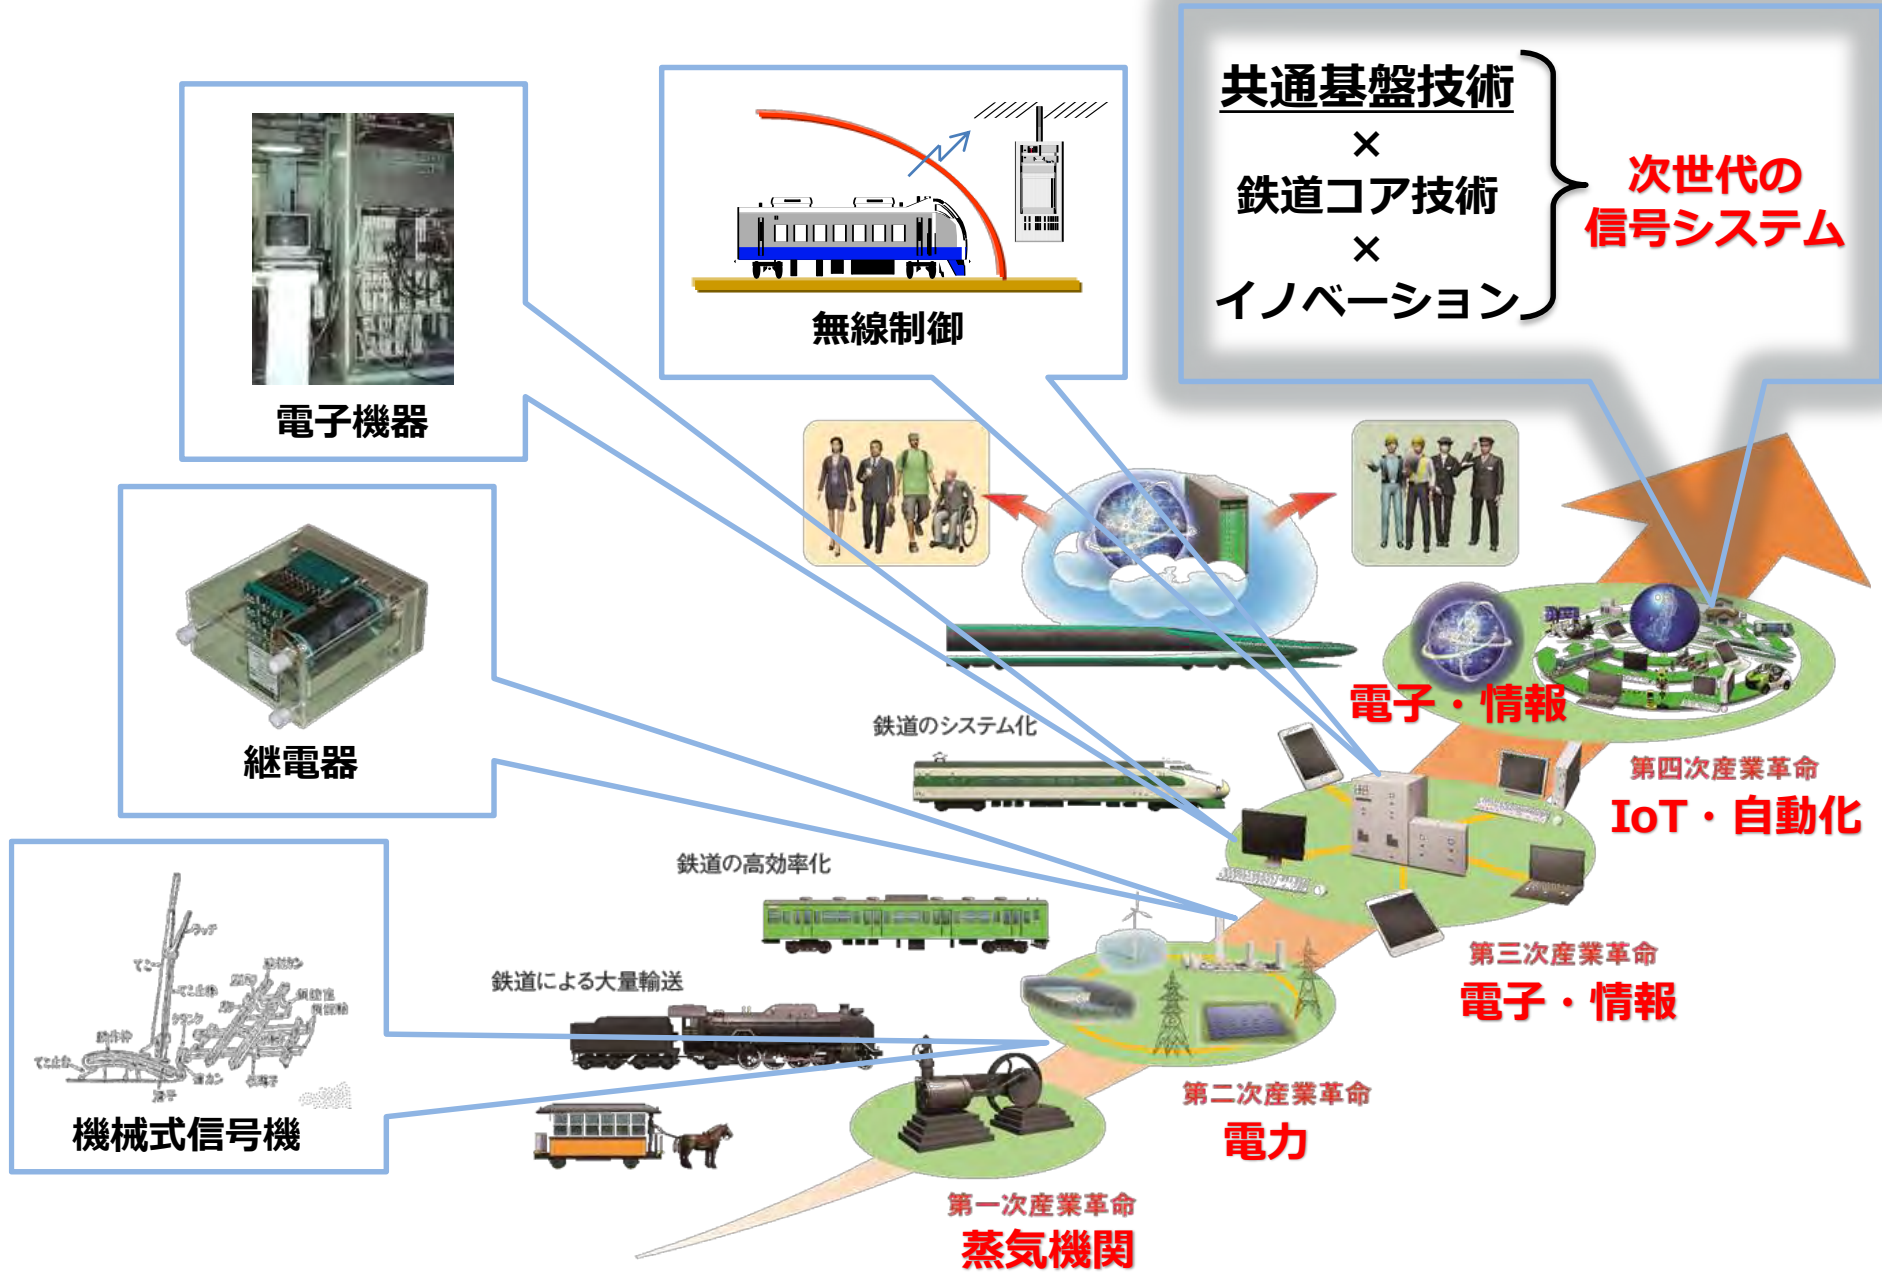 共通基盤技術
×
鉄道コア技術
×
イノベーション
次世代の
信号システム
無線制御
電子機器
継電器
機械式信号機
電子・情報
鉄道のシステム化
第四次産業革命
IoT・自動化
鉄道の高効率化
第三次産業革命
電子・情報
鉄道による大量輸送
第二次産業革命
電力
第一次産業革命
蒸気機関